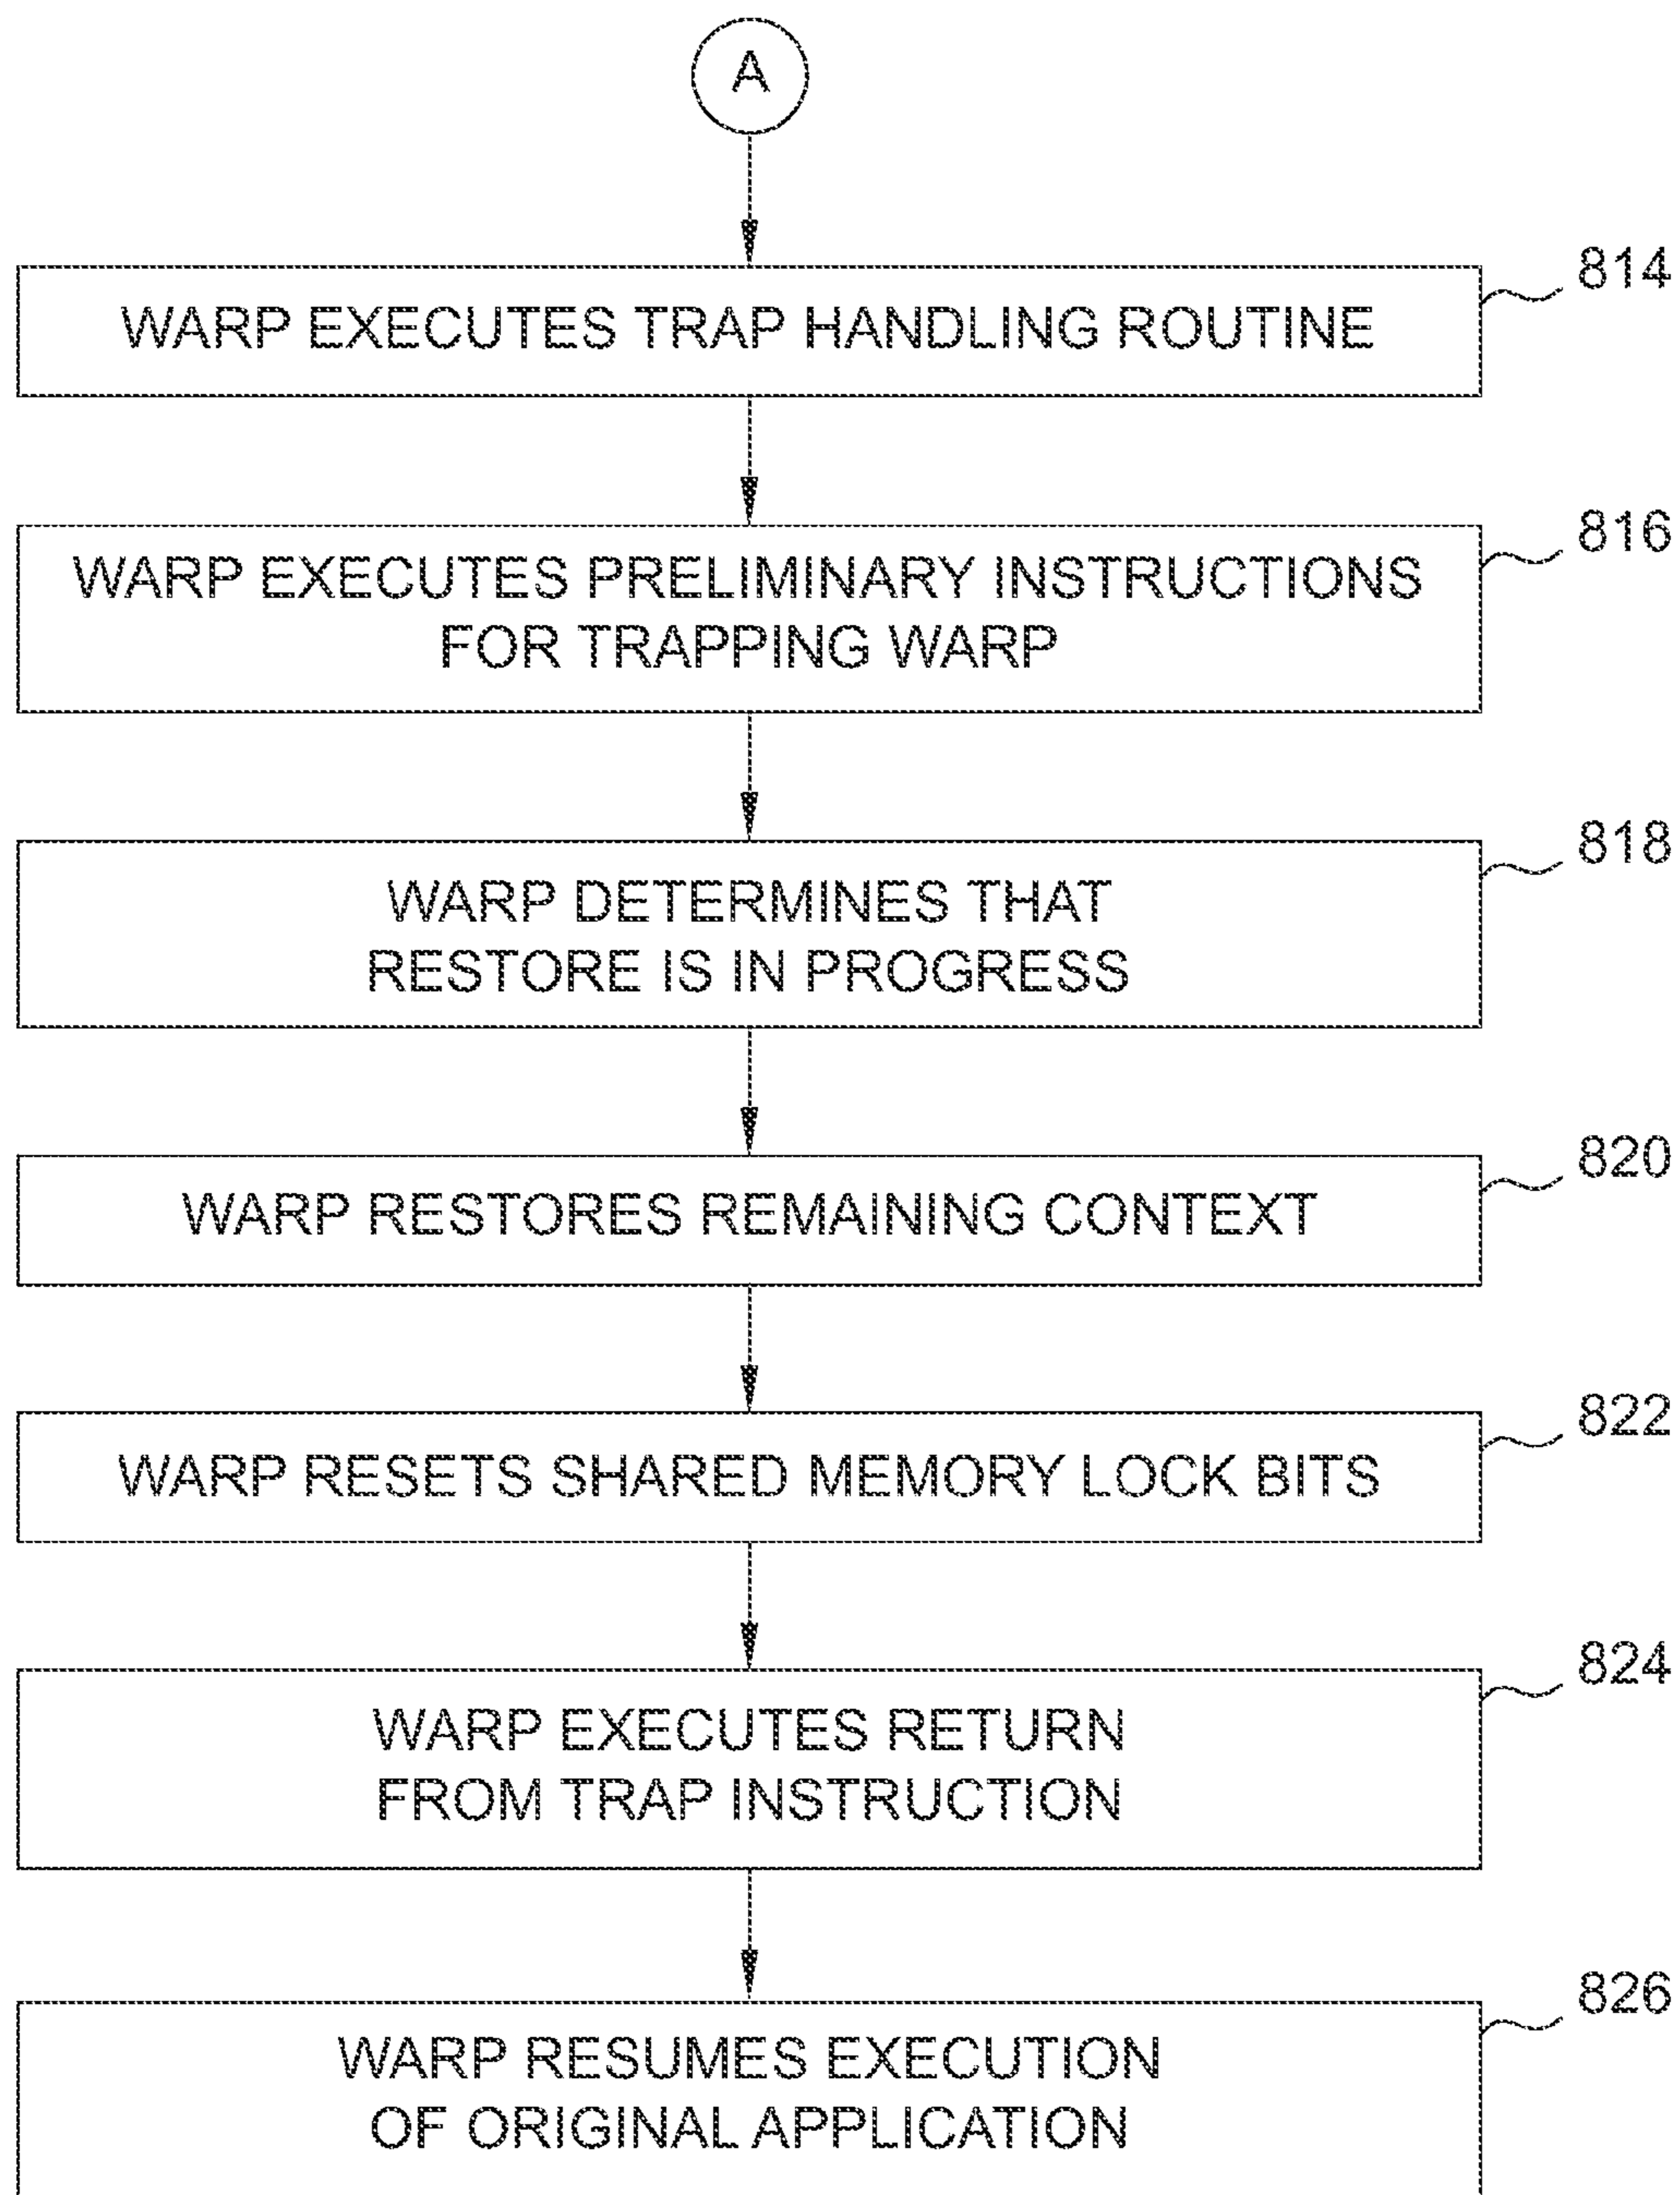 A
814
WARP EXECUTES TRAP HANDLING ROUTINE
816
WARP EXECUTES PRELIMINARY INSTRUCTIONS
FOR TRAPPING WARP
818
WARP DETERMINES THAT
RESTORE IS IN PROGRESS
820
WARP RESTORES REMAINING CONTEXT
822
WARP RESETS SHARED MEMORY LOCK BITS
824
WARP EXECUTES RETURN
FROM TRAP INSTRUCTION
826
WARP RESUMES EXECUTION
OF ORIGINAL APPLICATION